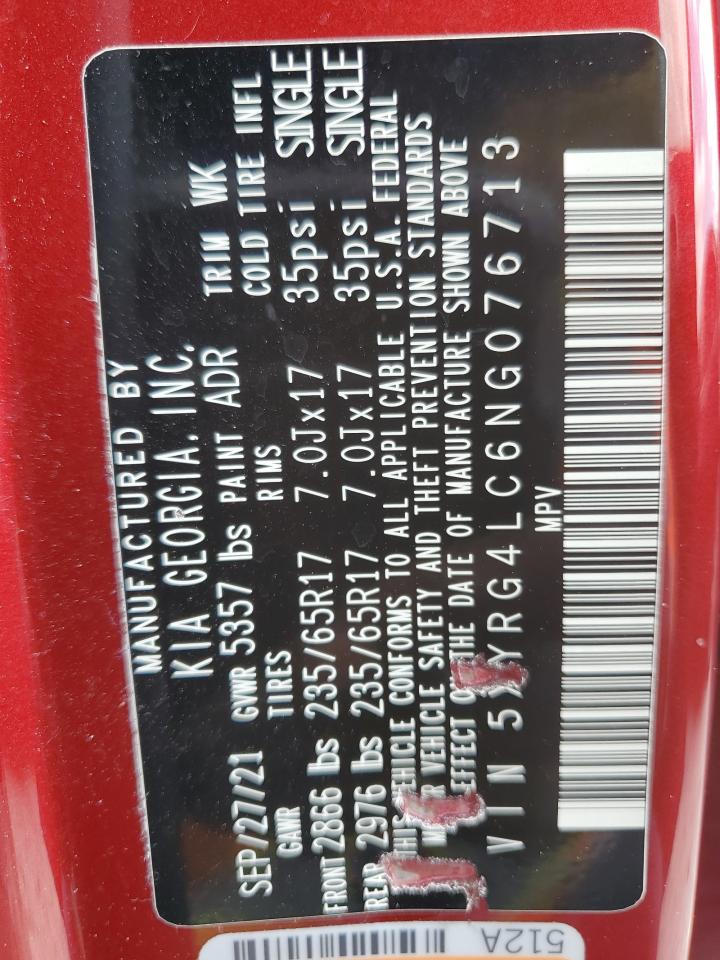 MANUFACTURED BY
KIA GEORGIA, INC.
SEP/27/21 GVWR 5357 lbs PAINT ADR TRIM WK
GAWR TIRES RIMS COLD TIRE INFL
FRONT 2866 lbs 235/65R17 7.0Jx17 35psi SINGLE
REAR 2976 lbs 235/65R17 7.0Jx17 35psi SINGLE
THIS VEHICLE CONFORMS TO ALL APPLICABLE U.S.A. FEDERAL
VEHICLE SAFETY AND THEFT PREVENTION STANDARDS
EFFECT THE DATE OF MANUFACTURE SHOWN ABOVE
VIN 5XYRG4LC6NG076713
MPV
512A